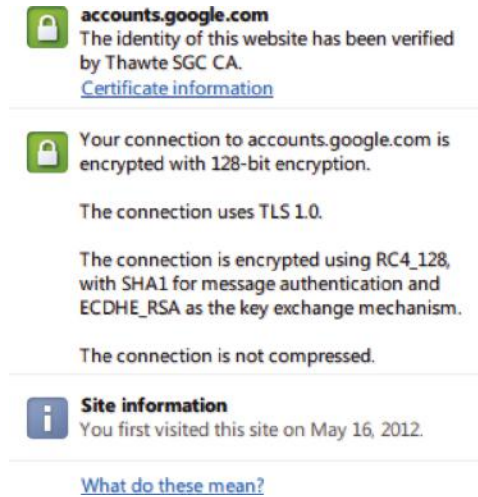 accounts.google.com
The identity of this website has been verified
by Thawte SGC CA.
Certificate information
Your connection to accounts.google.com is
encrypted with 128-bit encryption.
The connection uses TLS 1.0.
The connection is encrypted using RC4_128,
with SHA1 for message authentication and
ECDHE_RSA as the key exchange mechanism.
The connection is not compressed.
Site information
You first visited this site on May 16, 2012.
What do these mean?